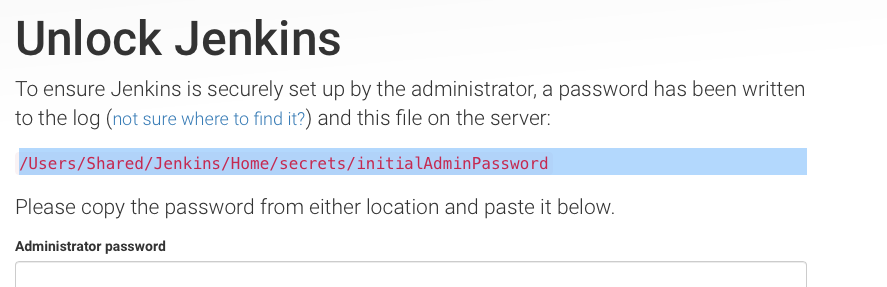 Unlock Jenkins
To ensure Jenkins is securely set up by the administrator, a password has been written
to the log (not sure where to find it?) and this file on the server:
/Users/Shared/Jenkins/Home/secrets/initialAdminPassword
Please copy the password from either location and paste it below.
Administrator password